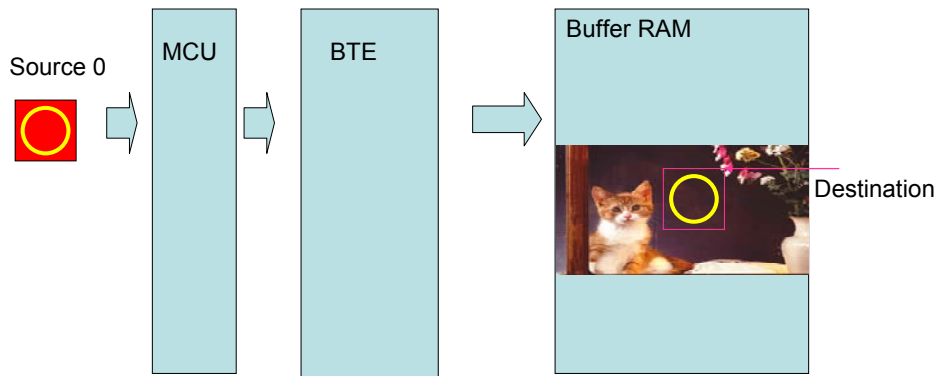 Source 0
MCU
BTE
Buffer RAM
Destination